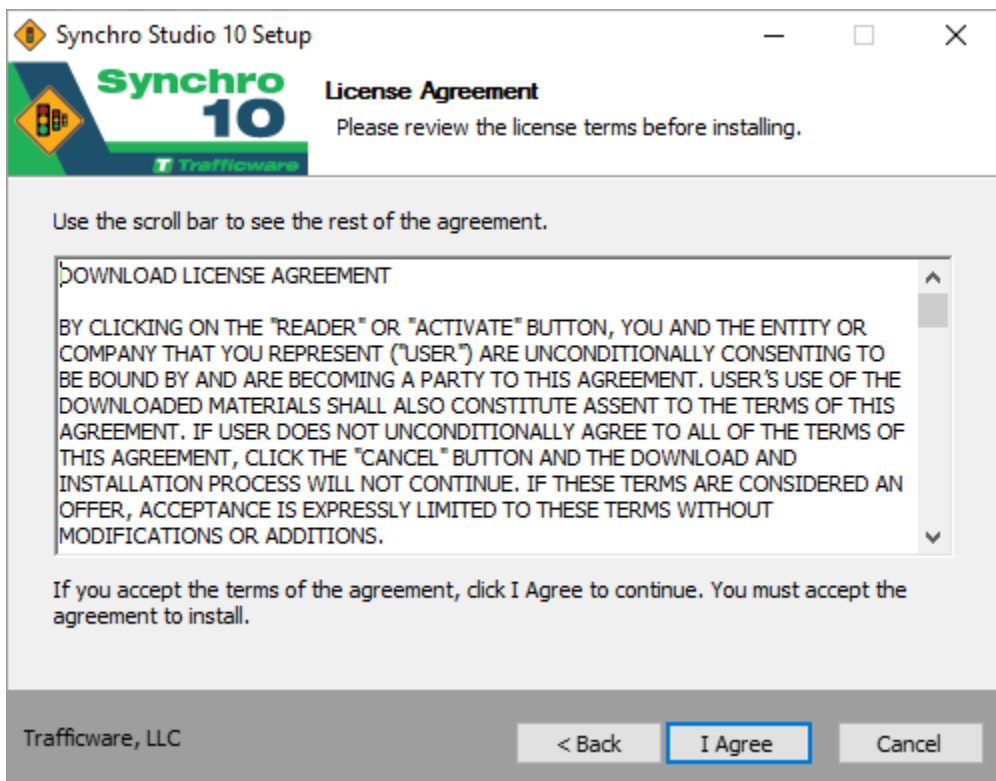 Synchro Studio 10 Setup
Synchro
10
Trafficware
License Agreement
Please review the license terms before installing.
Use the scroll bar to see the rest of the agreement.
DOWNLOAD LICENSE AGREEMENT
BY CLICKING ON THE "READER" OR "ACTIVATE" BUTTON, YOU AND THE ENTITY OR
COMPANY THAT YOU REPRESENT ("USER") ARE UNCONDITIONALLY CONSENTING TO
BE BOUND BY AND ARE BECOMING A PARTY TO THIS AGREEMENT. USER'S USE OF THE
DOWNLOADED MATERIALS SHALL ALSO CONSTITUTE ASSENT TO THE TERMS OF THIS
AGREEMENT. IF USER DOES NOT UNCONDITIONALLY AGREE TO ALL OF THE TERMS OF
THIS AGREEMENT, CLICK THE "CANCEL" BUTTON AND THE DOWNLOAD AND
INSTALLATION PROCESS WILL NOT CONTINUE. IF THESE TERMS ARE CONSIDERED AN
OFFER, ACCEPTANCE IS EXPRESSLY LIMITED TO THESE TERMS WITHOUT
MODIFICATIONS OR ADDITIONS.
If you accept the terms of the agreement, click I Agree to continue. You must accept the
agreement to install.
Trafficware, LLC
< Back
I Agree
Cancel